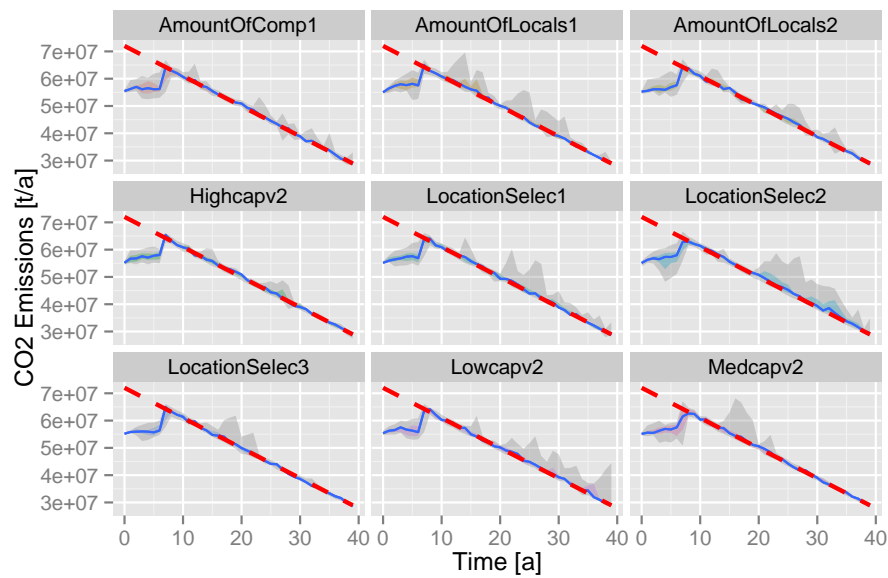 AmountOfComp1 AmountOfLocals1 AmountOfLocals2
7e+07
6e+07
5e+07
4e+07
3e+07
Highcapv2 LocationSelec1 LocationSelec2
7e+07
6e+07
5e+07
4e+07
3e+07
CO2 Emissions [t/a]
LocationSelec3 Lowcapv2 Medcapv2
7e+07
6e+07
5e+07
4e+07
3e+07
0 10 20 30 40 0 10 20 30 40 0 10 20 30 40
Time [a]